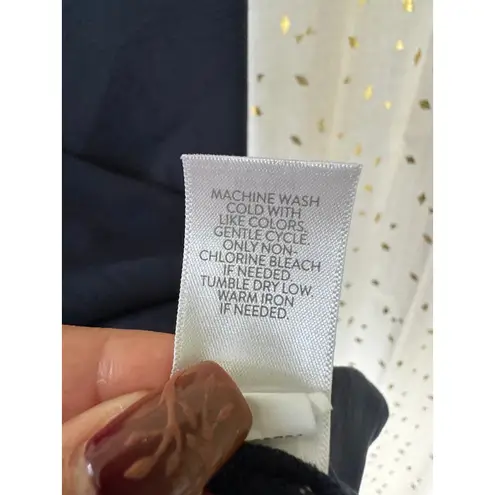 MACHINE WASH
COLD WITH
LIKE COLORS.
GENTLE CYCLE.
ONLY NON-
CHLORINE BLEACH
IF NEEDED.
TUMBLE DRY LOW.
WARM IRON
IF NEEDED.